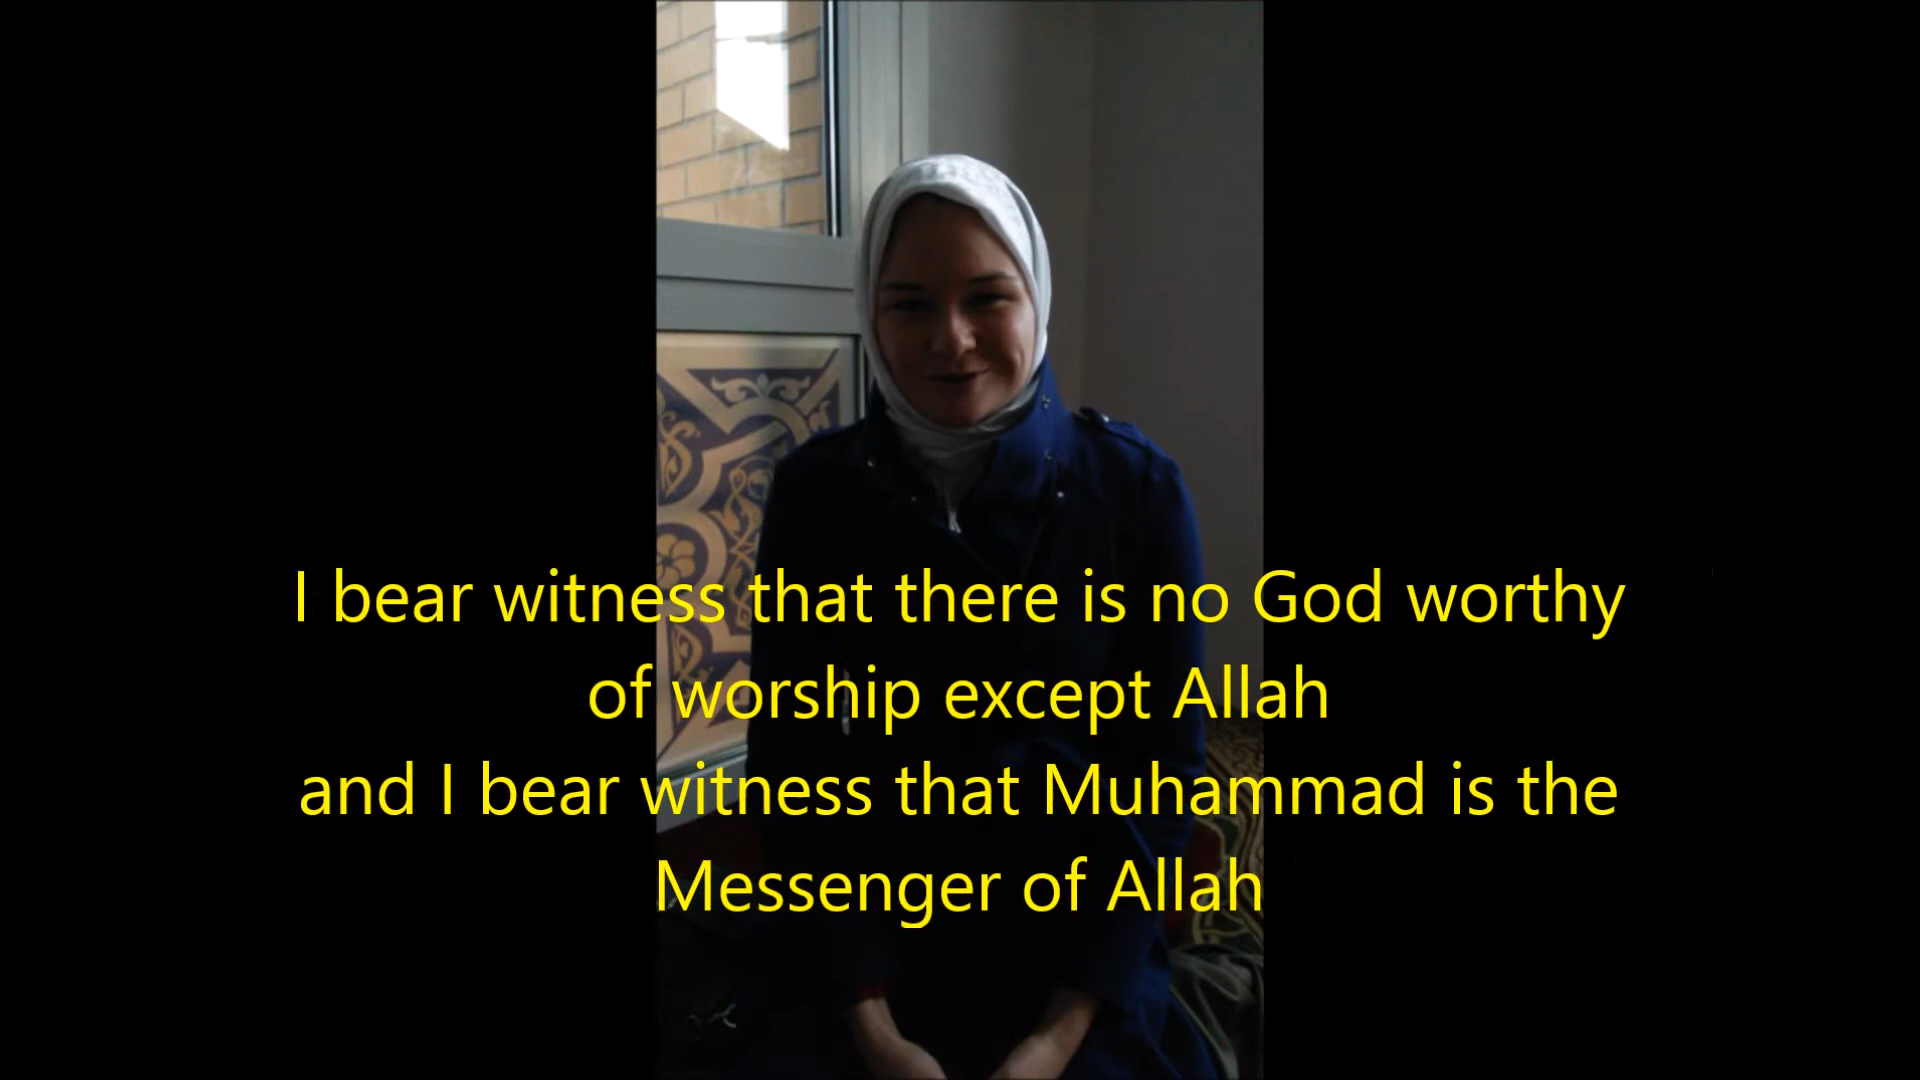 I bear witness that there is no God worthy
of worship except Allah
and I bear witness that Muhammad is the
Messenger of Allah